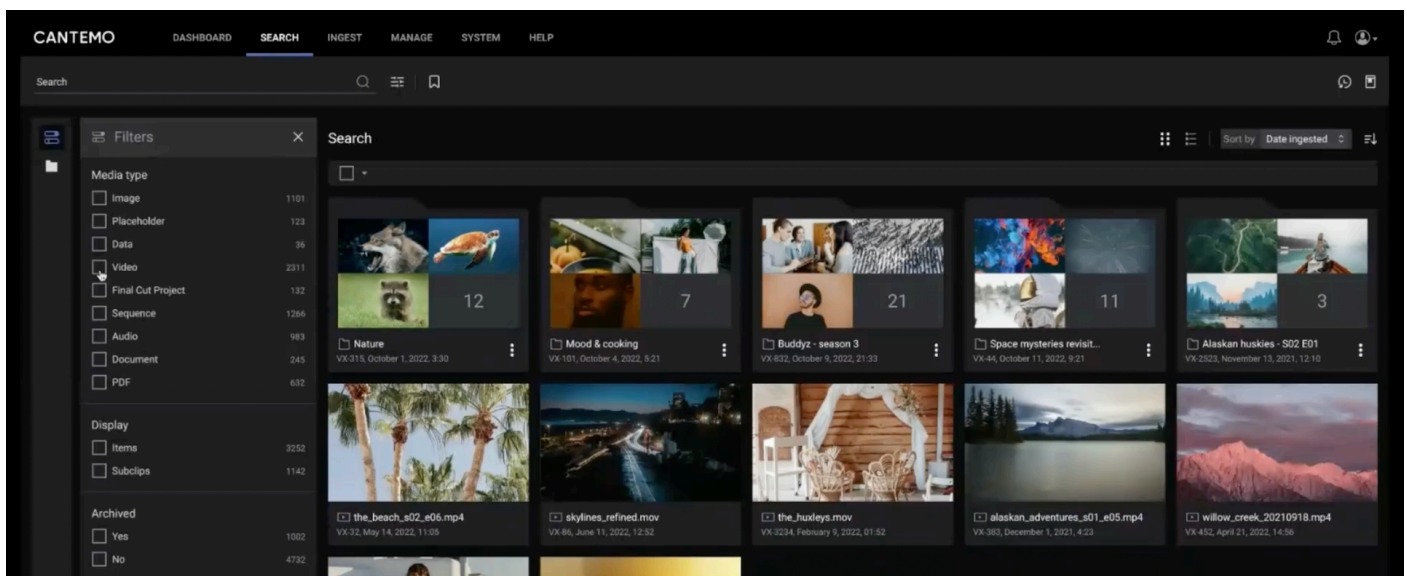 CANTEMO DASHBOARD SEARCH INGEST MANAGE SYSTEM HELP
Search
Filters
Media type
Image 1101
Placeholder 123
Data 36
Video 2311
Final Cut Project 132
Sequence 1266
Audio 983
Document 245
PDF 632
Display
Items 3252
Subclips 1142
Archived
Yes 1002
No 4732
Search
Sort by Date ingested
12
Nature
VX-315, October 1, 2022, 3:30
7
Mood & cooking
VX-101, October 4, 2022, 5:21
21
Buddyz - season 3
VX-832, October 9, 2022, 21:33
11
Space mysteries revisit...
VX-44, October 11, 2022, 9:21
3
Alaskan huskies - S02 E01
VX-2523, November 13, 2021, 12:10
the_beach_s02_e06.mp4
VX-32, May 14, 2022, 11:05
skylines_refined.mov
VX-86, June 11, 2022, 12:52
the_huxleys.mov
VX-3234, February 9, 2022, 01:52
alaskan_adventures_s01_e05.mp4
VX-383, December 1, 2021, 4:23
willow_creek_20210918.mp4
VX-452, April 21, 2022, 14:56